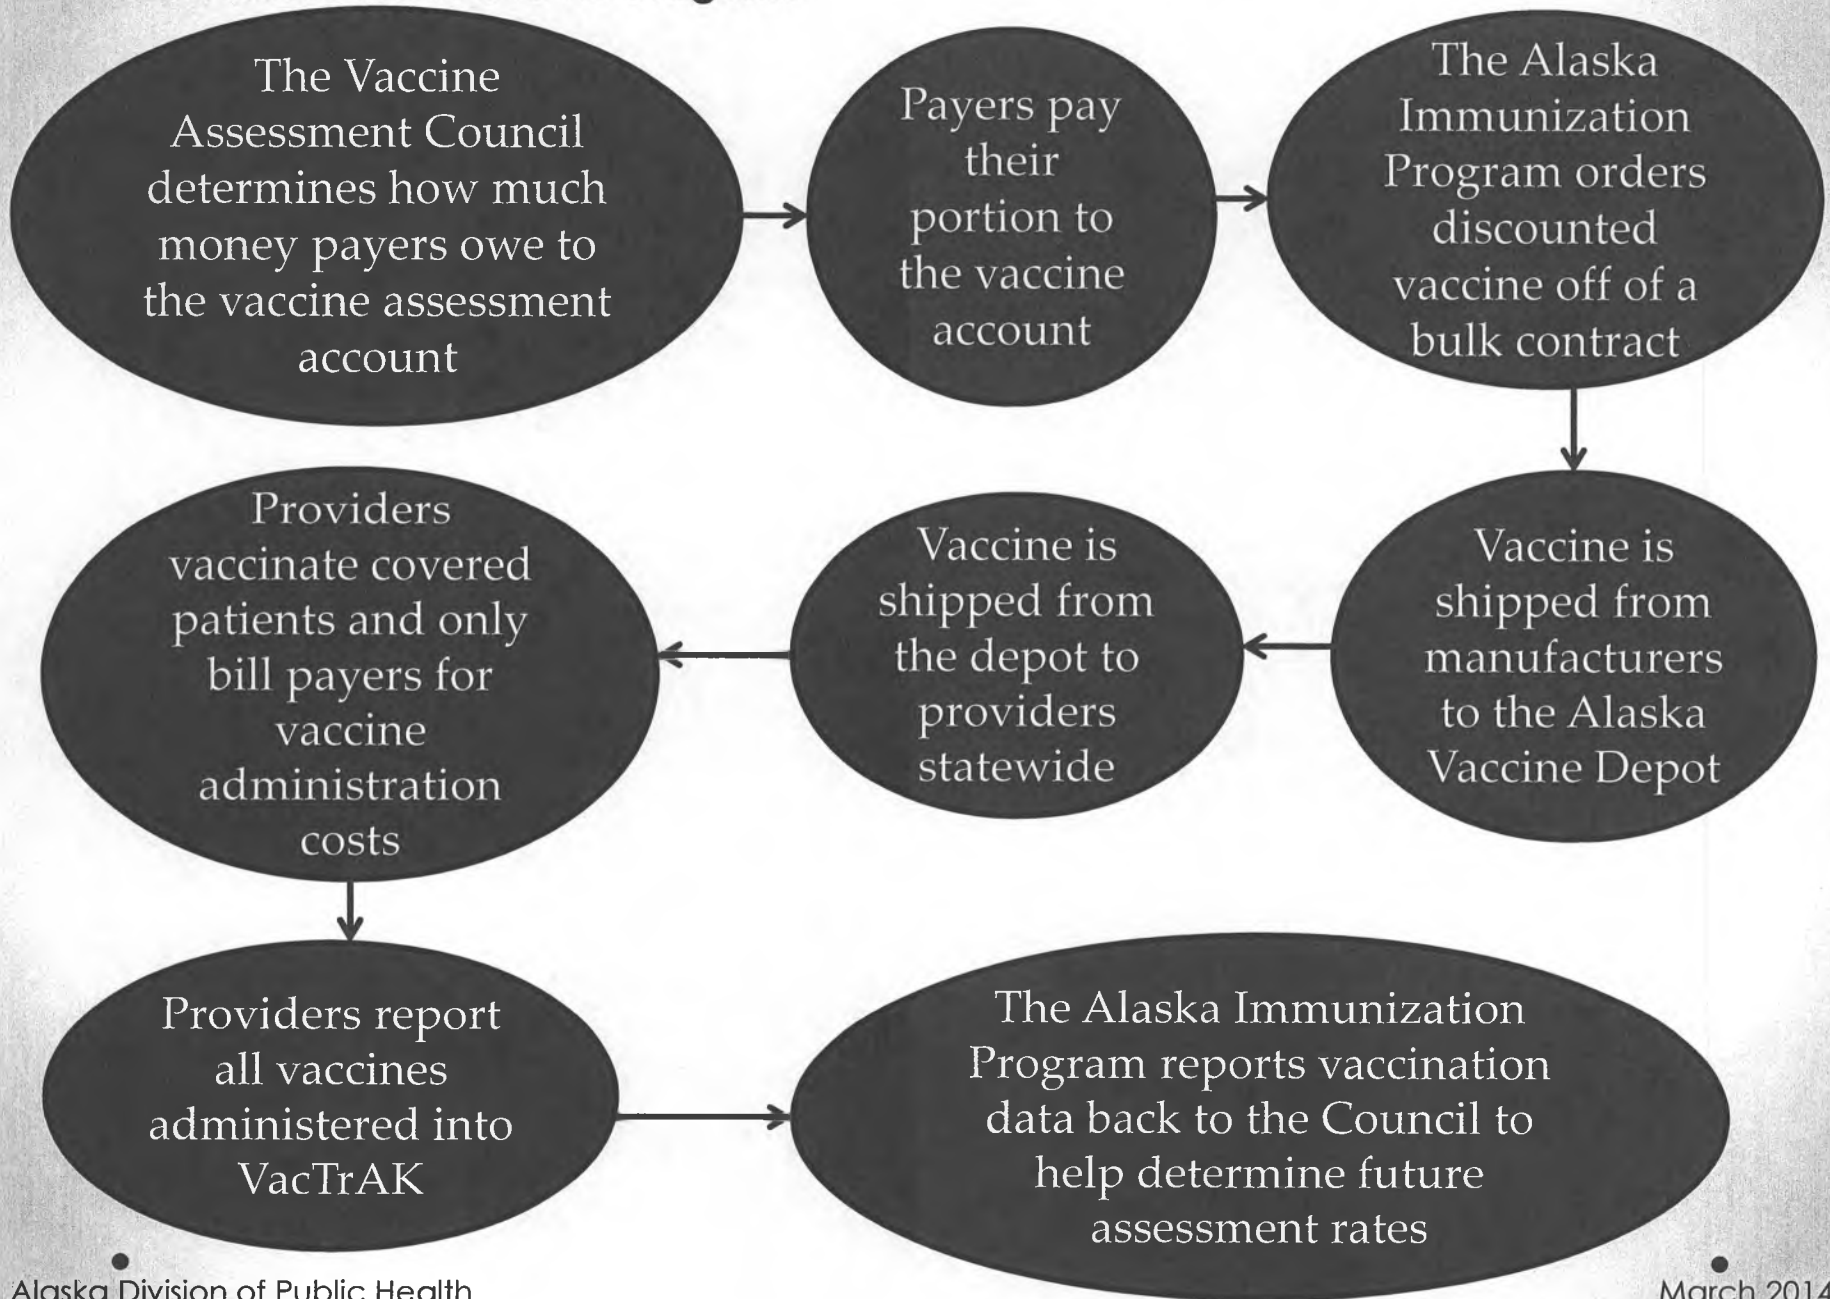 The Vaccine
Assessment Council
determines how much
money payers owe to
the vaccine assessment
account
Payers pay
their
portion to
the vaccine
account
The Alaska
Immunization
Program orders
discounted
vaccine off of a
bulk contract
Vaccine is
shipped from
manufacturers
to the Alaska
Vaccine Depot
Vaccine is
shipped from
the depot to
providers
statewide
Providers
vaccinate covered
patients and only
bill payers for
vaccine
administration
costs
Providers report
all vaccines
administered into
VacTrAK
The Alaska Immunization
Program reports vaccination
data back to the Council to
help determine future
assessment rates
Alaska Division of Public Health
March 2014